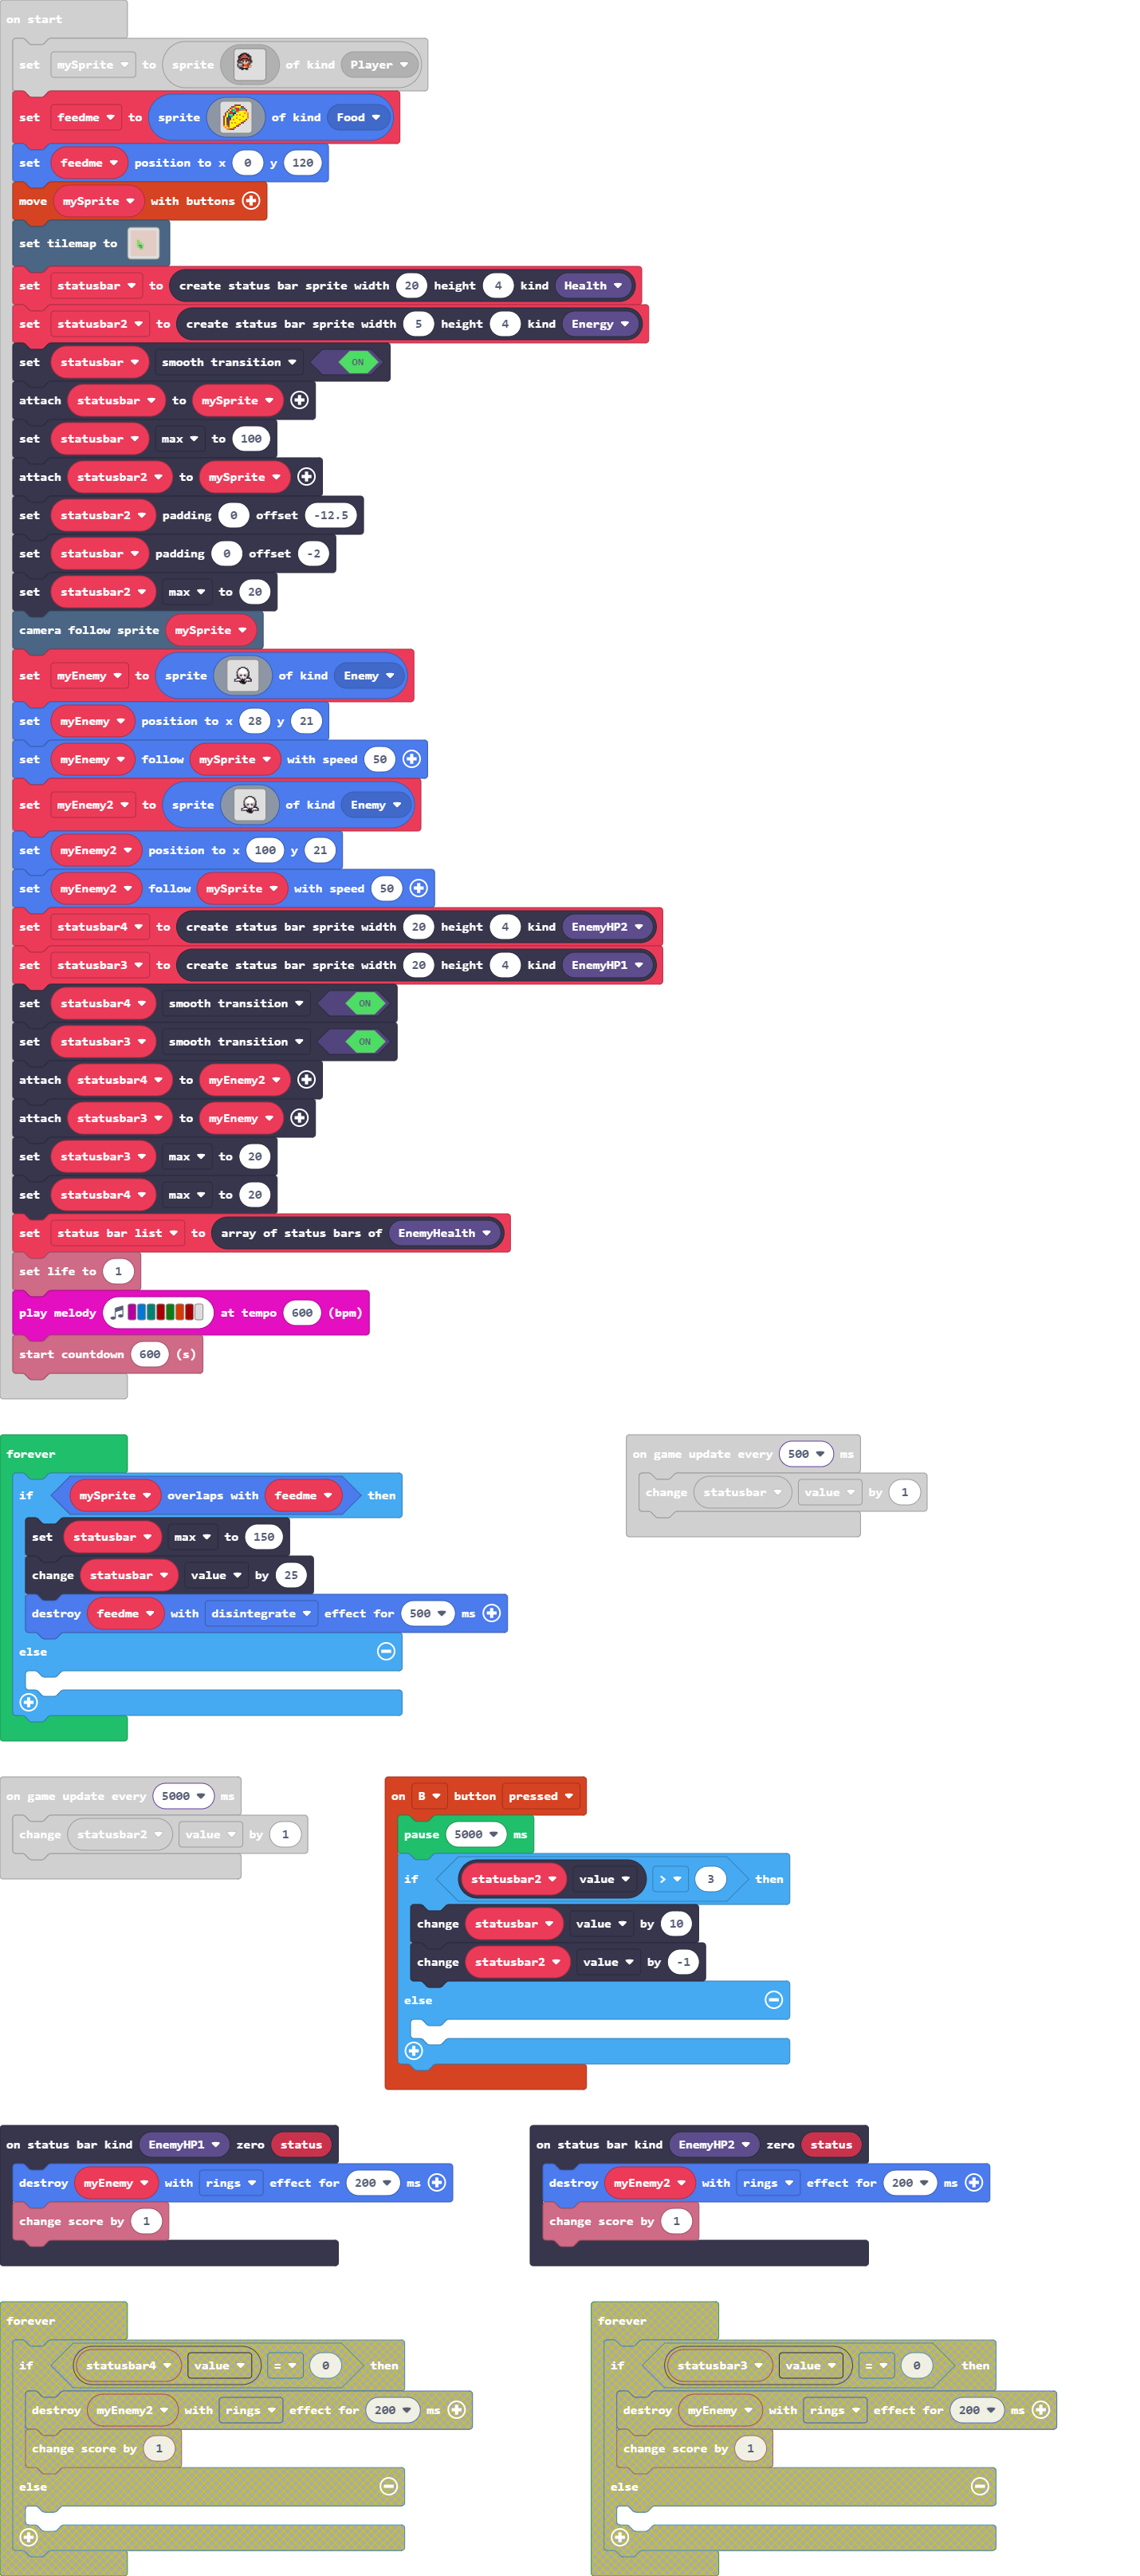 on start
set mySprite to sprite of kind Player
set feedme to sprite of kind Food
set feedme position to x 0 y 120
move mySprite with buttons
set tilemap to
set statusbar to create status bar sprite width 20 height 4 kind Health
set statusbar2 to create status bar sprite width 5 height 4 kind Energy
set statusbar smooth transition ON
attach statusbar to mySprite
set statusbar max to 100
attach statusbar2 to mySprite
set statusbar2 padding 0 offset -12.5
set statusbar padding 0 offset -2
set statusbar2 max to 20
camera follow sprite mySprite
set myEnemy to sprite of kind Enemy
set myEnemy position to x 28 y 21
set myEnemy follow mySprite with speed 50
set myEnemy2 to sprite of kind Enemy
set myEnemy2 position to x 100 y 21
set myEnemy2 follow mySprite with speed 50
set statusbar4 to create status bar sprite width 20 height 4 kind EnemyHP2
set statusbar3 to create status bar sprite width 20 height 4 kind EnemyHP1
set statusbar4 smooth transition ON
set statusbar3 smooth transition ON
attach statusbar4 to myEnemy2
attach statusbar3 to myEnemy
set statusbar3 max to 20
set statusbar4 max to 20
set status bar list to array of status bars of EnemyHealth
set life to 1
play melody at tempo 600 (bpm)
start countdown 600 (s)
forever
if mySprite overlaps with feedme then
set statusbar max to 150
change statusbar value by 25
destroy feedme with disintegrate effect for 500 ms
else
on game update every 500 ms
change statusbar value by 1
on game update every 5000 ms
change statusbar2 value by 1
on B button pressed
pause 5000 ms
if statusbar2 value > 3 then
change statusbar value by 10
change statusbar2 value by -1
else
on status bar kind EnemyHP1 zero status
destroy myEnemy with rings effect for 200 ms
change score by 1
on status bar kind EnemyHP2 zero status
destroy myEnemy2 with rings effect for 200 ms
change score by 1
forever
if statusbar4 value = 0 then
destroy myEnemy2 with rings effect for 200 ms
change score by 1
else
forever
if statusbar3 value = 0 then
destroy myEnemy with rings effect for 200 ms
change score by 1
else